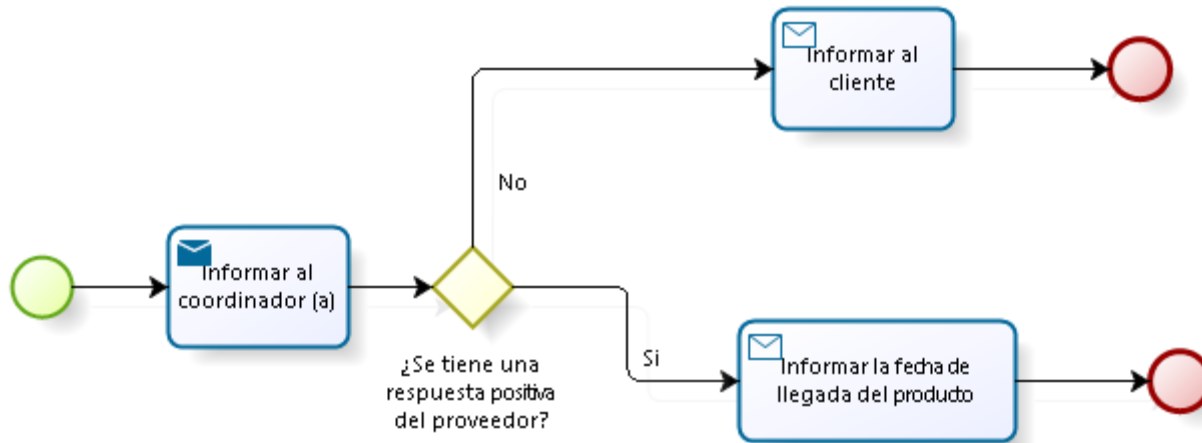 Informar al
cliente
No
Informar al
coordinador (a)
¿Se tiene una
respuesta positiva
del proveedor?
Si
Informar la fecha de
llegada del producto